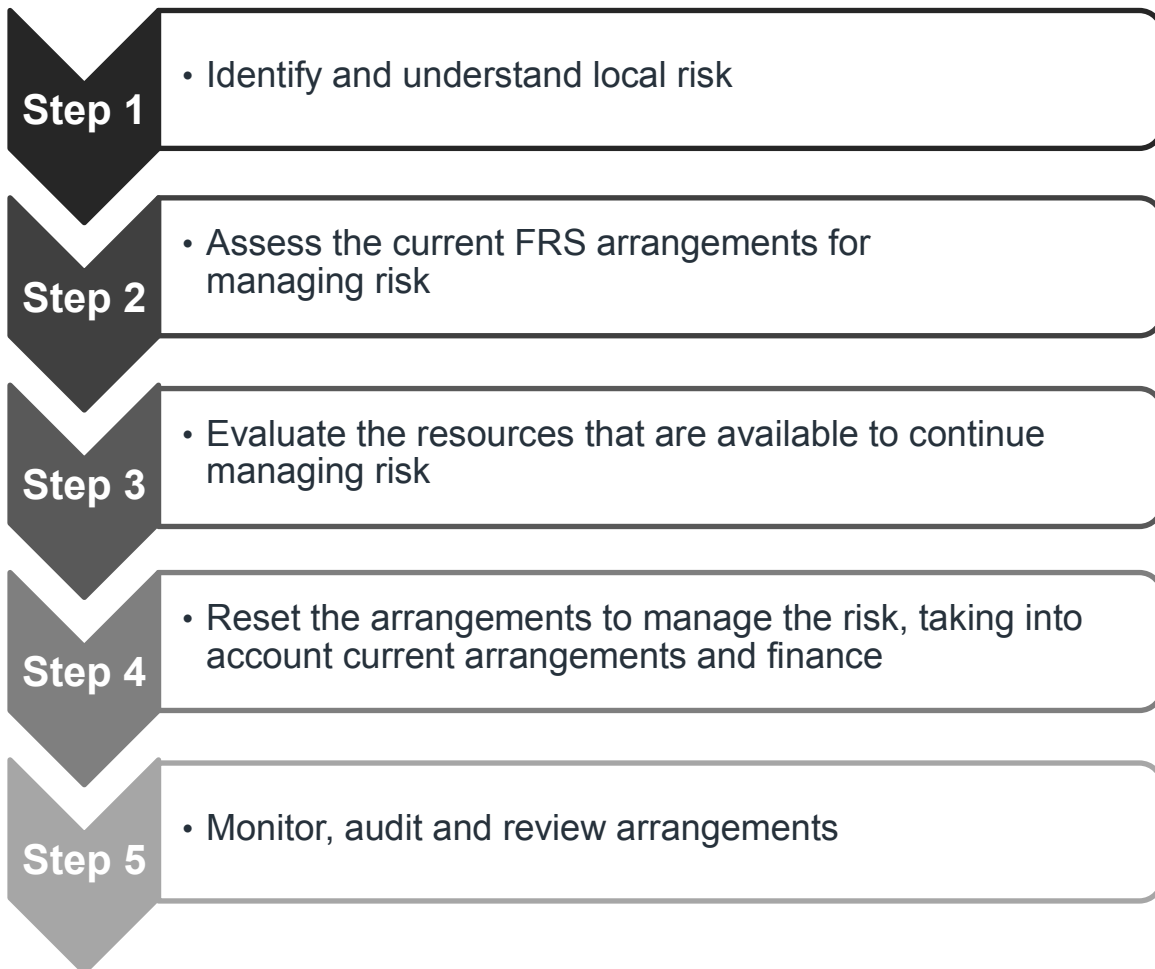 Step 1
• Identify and understand local risk
Step 2
• Assess the current FRS arrangements for
managing risk
Step 3
• Evaluate the resources that are available to continue
managing risk
Step 4
• Reset the arrangements to manage the risk, taking into
account current arrangements and finance
Step 5
• Monitor, audit and review arrangements